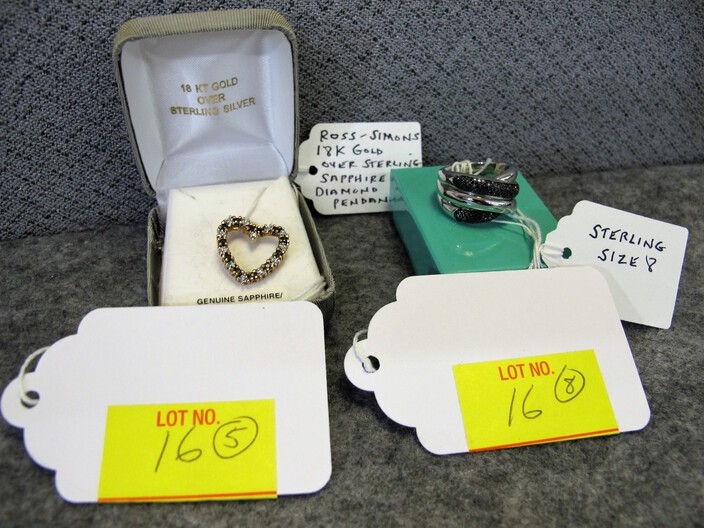 18 KT GOLD
OVER
STERLING SILVER
ROSS-SIMONS
18K GOLD
OVER STERLING
SAPPHIRE
DIAMOND
GENUINE SAPPHIRE/
STERLING
SIZE 8
LOT NO.
16 5
LOT NO.
16 8